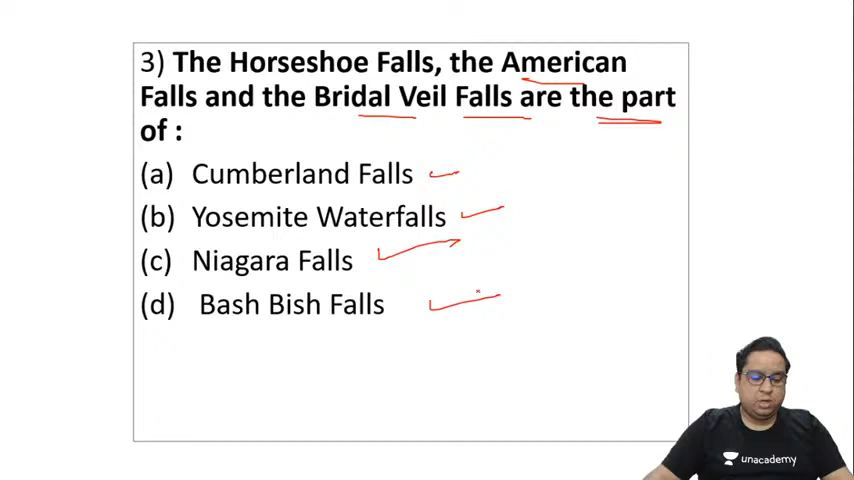 3) The Horseshoe Falls, the American
Falls and the Bridal Veil Falls are the part
of :
(a) Cumberland Falls
(b) Yosemite Waterfalls
(c) Niagara Falls
(d) Bash Bish Falls
unacademy